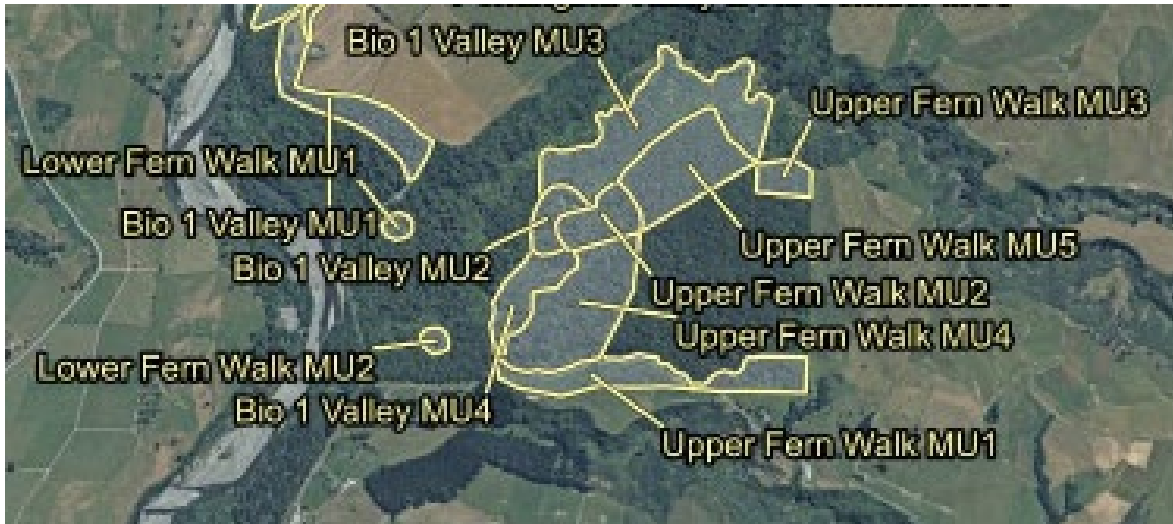 Bio 1 Valley MU3
Upper Fern Walk MU3
Lower Fern Walk MU1
Bio 1 Valley MU1
Upper Fern Walk MU5
Bio 1 Valley MU2
Upper Fern Walk MU2
Upper Fern Walk MU4
Lower Fern Walk MU2
Bio 1 Valley MU4
Upper Fern Walk MU1